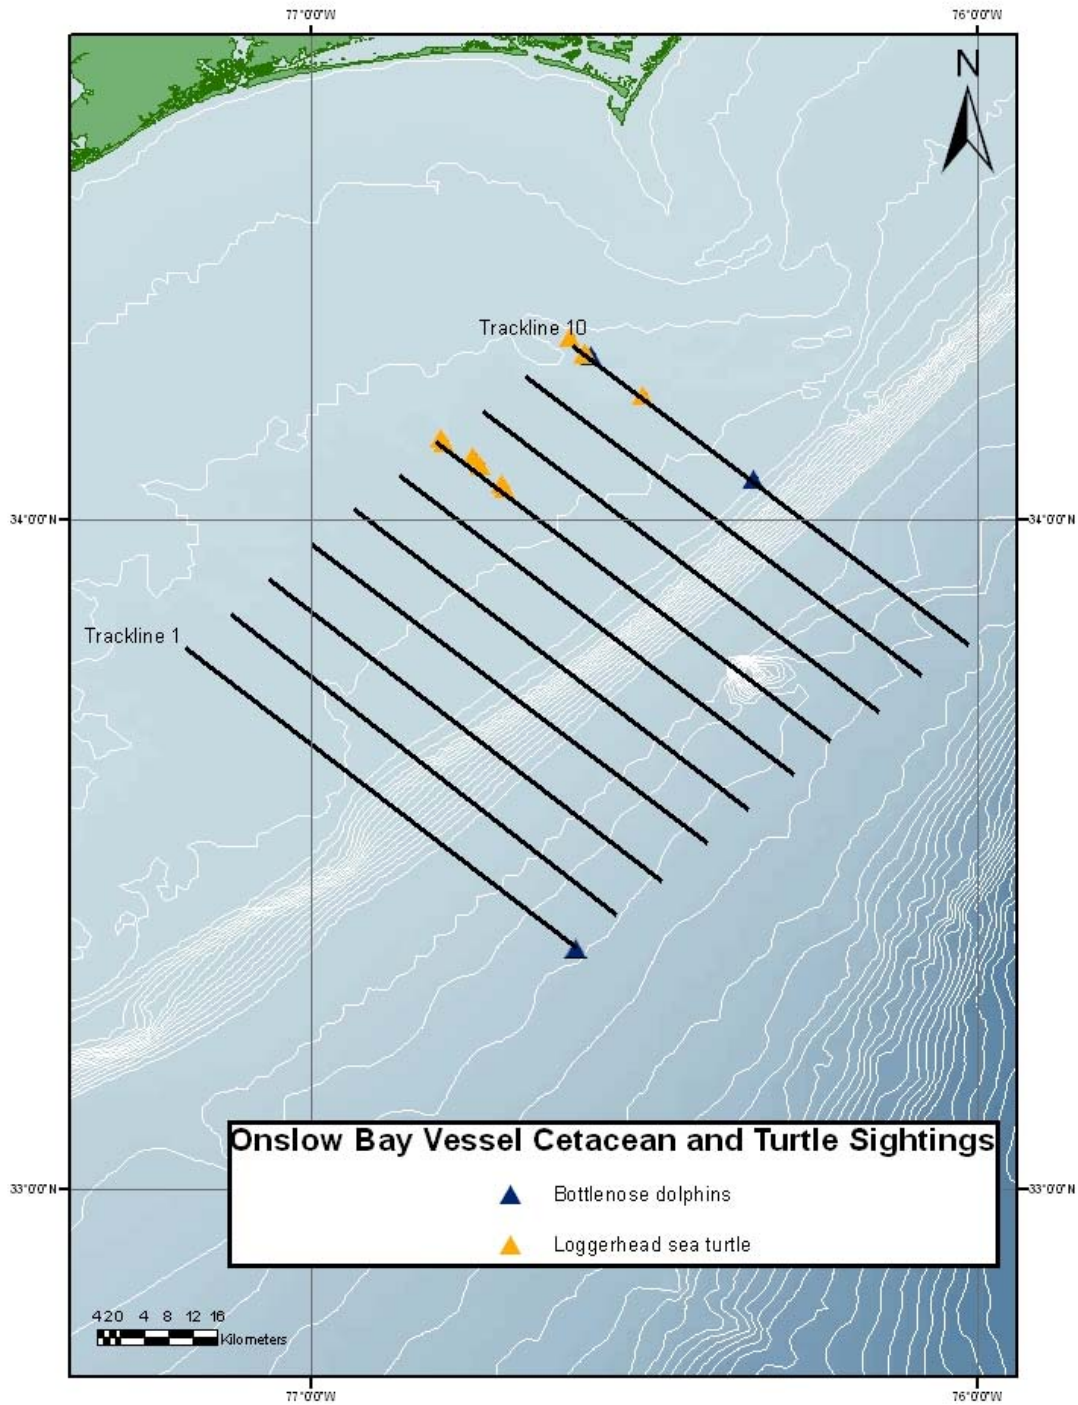 77°0'0"W 76°0'0"W
N
Trackline 10
34°0'0"N 34°0'0"N
Trackline 1
Onslow Bay Vessel Cetacean and Turtle Sightings
Bottlenose dolphins
33°0'0"N 33°0'0"N
Loggerhead sea turtle
4 2 0 4 8 12 16
Kilometers
77°0'0"W 76°0'0"W